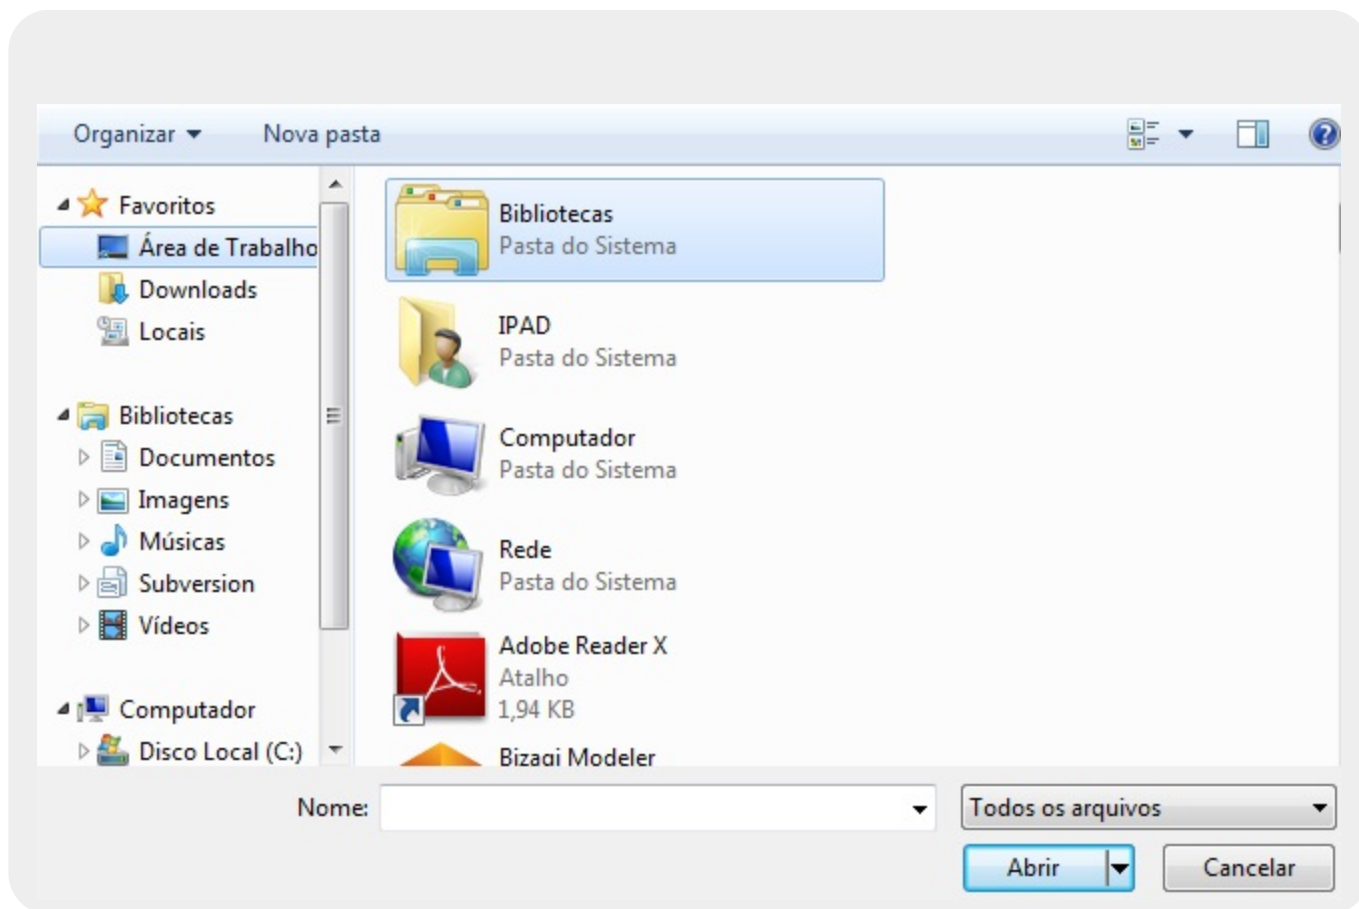 Organizar Nova pasta
Favoritos
Área de Trabalho
Downloads
Locais
Bibliotecas
Documentos
Imagens
Músicas
Subversion
Vídeos
Computador
Disco Local (C:)
Bibliotecas
Pasta do Sistema
IPAD
Pasta do Sistema
Computador
Pasta do Sistema
Rede
Pasta do Sistema
Adobe Reader X
Atalho
1,94 KB
Bizagi Modeler
Nome:
Todos os arquivos
Abrir
Cancelar